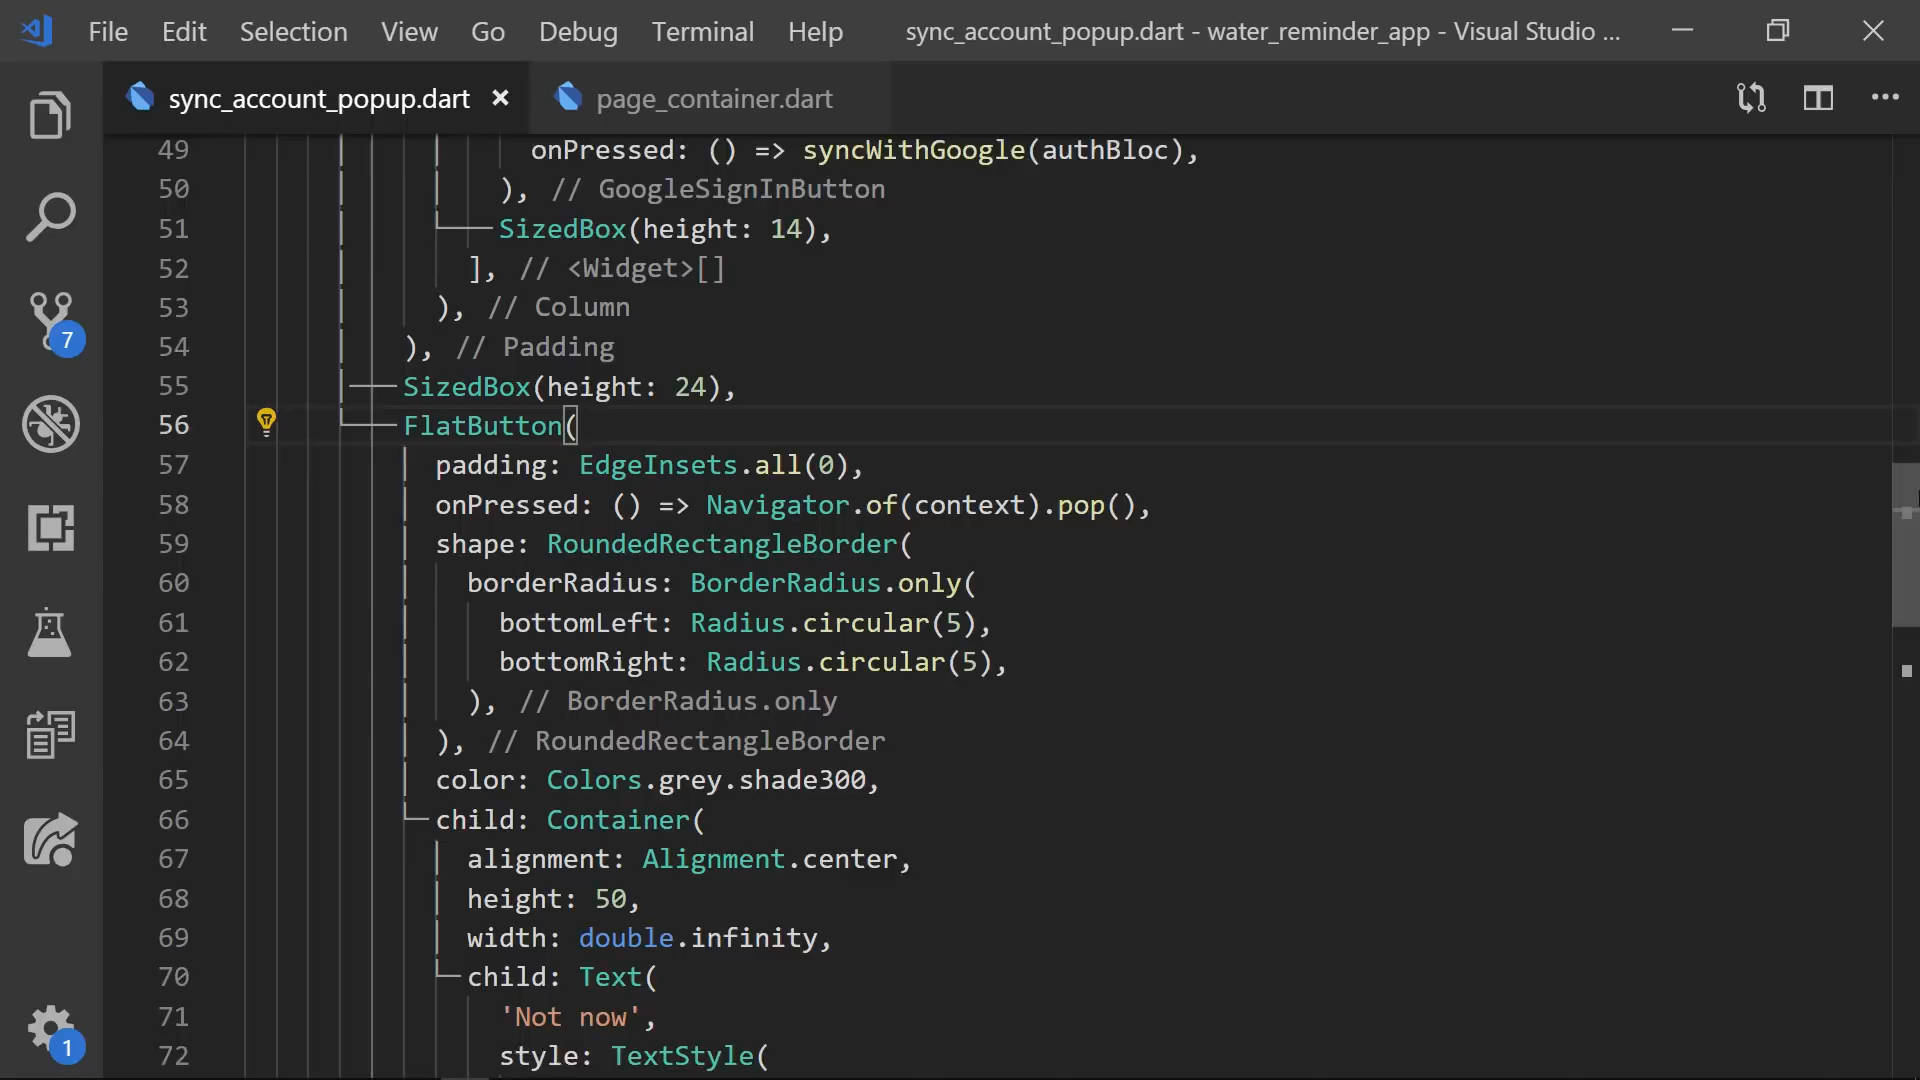 File Edit Selection View Go Debug Terminal Help sync_account_popup.dart - water_reminder_app - Visual Studio ...
sync_account_popup.dart page_container.dart
49 onPressed: () => syncWithGoogle(authBloc),
50 ), // GoogleSignInButton
51 SizedBox(height: 14),
52 ], // <Widget>[]
53 ), // Column
54 ), // Padding
55 SizedBox(height: 24),
56 FlatButton(
57 padding: EdgeInsets.all(0),
58 onPressed: () => Navigator.of(context).pop(),
59 shape: RoundedRectangleBorder(
60 borderRadius: BorderRadius.only(
61 bottomLeft: Radius.circular(5),
62 bottomRight: Radius.circular(5),
63 ), // BorderRadius.only
64 ), // RoundedRectangleBorder
65 color: Colors.grey.shade300,
66 child: Container(
67 alignment: Alignment.center,
68 height: 50,
69 width: double.infinity,
70 child: Text(
71 'Not now',
72 style: TextStyle(
7
1